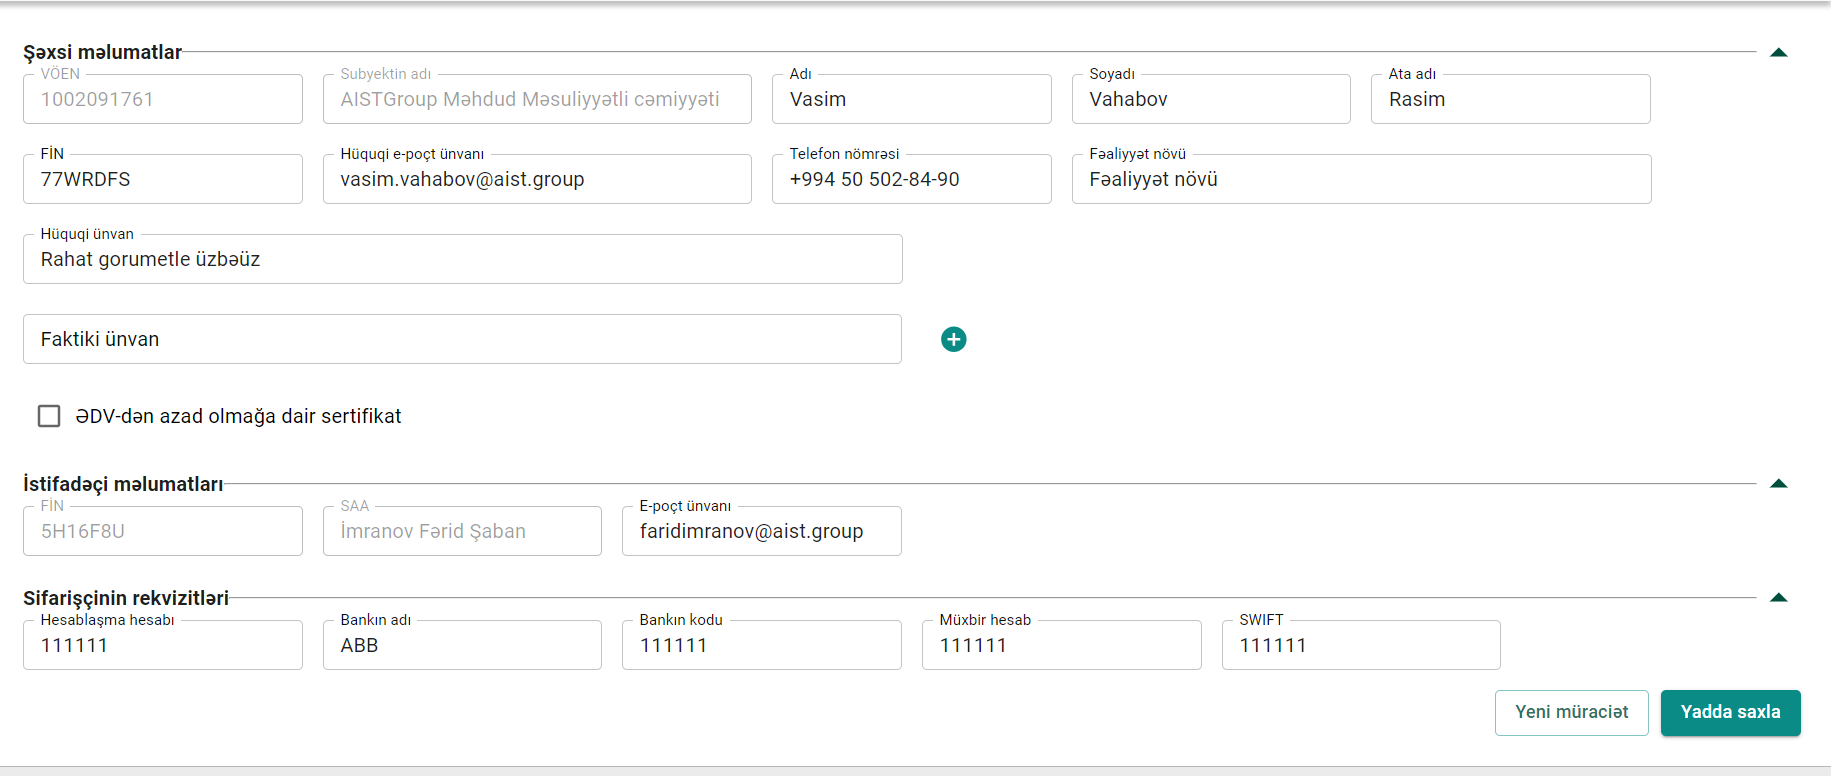 Şəxsi məlumatlar
VÖEN Subyektin adı Adı Soyadı Ata adı
1002091761 AISTGroup Məhdud Məsuliyyətli cəmiyyəti Vasim Vahabov Rasim
FİN Hüquqi e-poçt ünvanı Telefon nömrəsi Fəaliyyət növü
77WRDFS vasim.vahabov@aist.group +994 50 502-84-90 Fəaliyyət növü
Hüquqi ünvan
Rahat gorumetle üzbəüz
Faktiki ünvan
ƏDV-dən azad olmağa dair sertifikat
İstifadəçi məlumatları
FİN SAA E-poçt ünvanı
5H16F8U İmranov Fərid Şaban faridimranov@aist.group
Sifarişçinin rekvizitləri
Hesablaşma hesabı Bankın adı Bankın kodu Müxbir hesab SWIFT
111111 ABB 111111 111111 111111
Yeni müraciət Yadda saxla